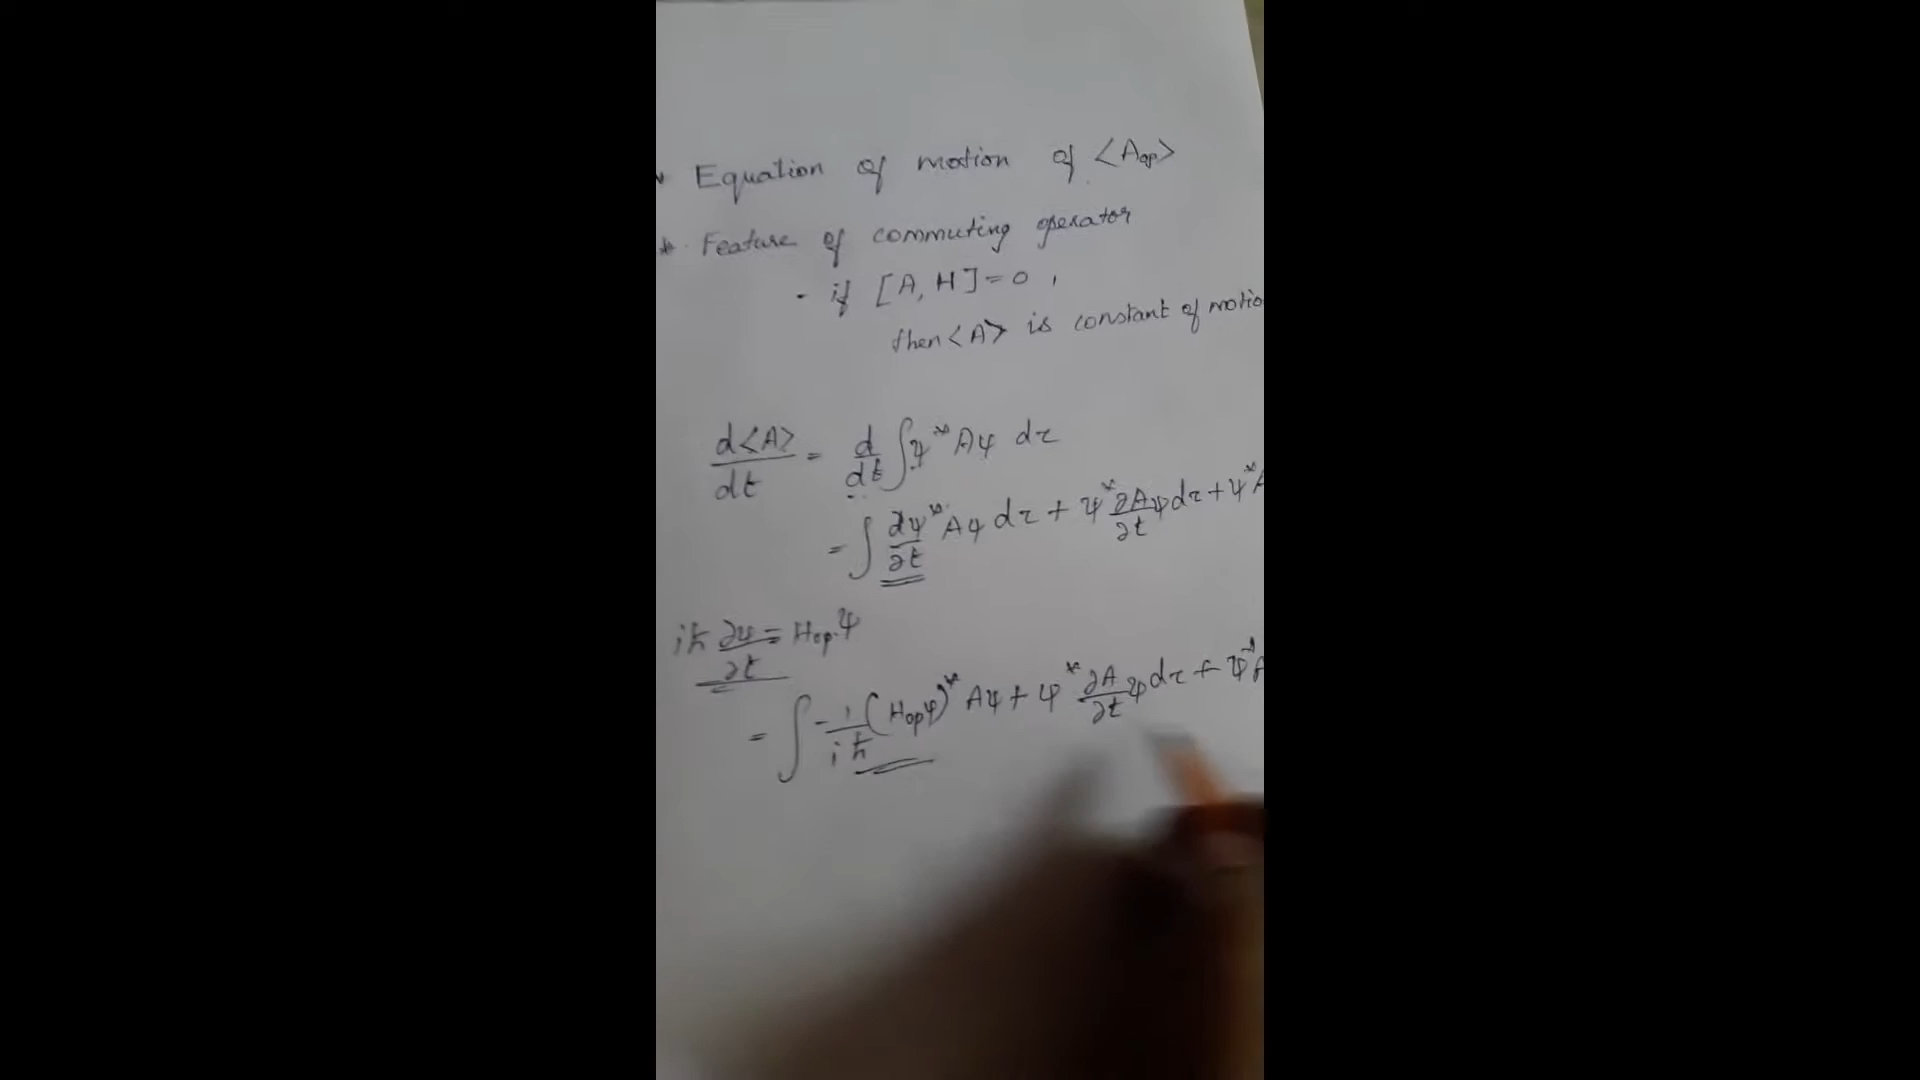 * Equation of motion of <Aop>
* Feature of commuting operator
- if [A, H] = 0,
then <A> is constant of motio
d<A>/dt = d/dt ∫ψ* Aψ dτ
= ∫ ∂ψ*/∂t Aψ dτ + ψ* ∂A/∂t ψ dτ + ψ* A
iħ ∂ψ/∂t = Hop ψ
= ∫ -1/iħ (Hop ψ)* Aψ + ψ* ∂A/∂t ψ dτ + ψ* A